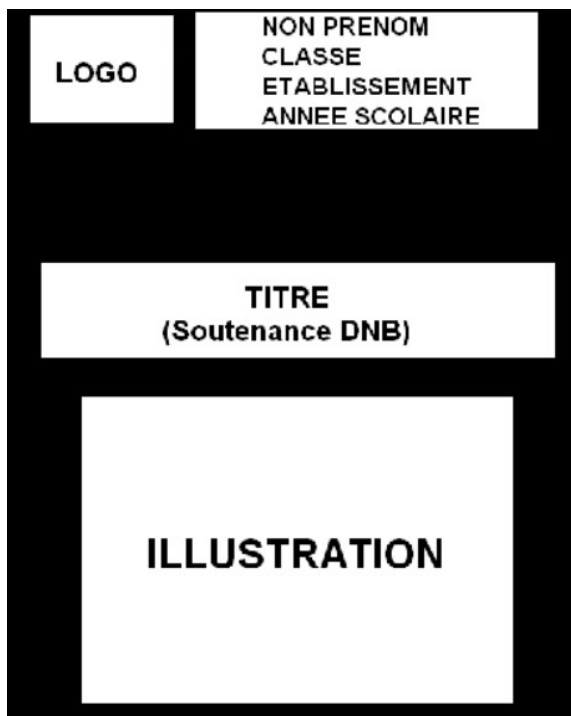 LOGO
NON PRENOM
CLASSE
ETABLISSEMENT
ANNEE SCOLAIRE
TITRE
(Soutenance DNB)
ILLUSTRATION